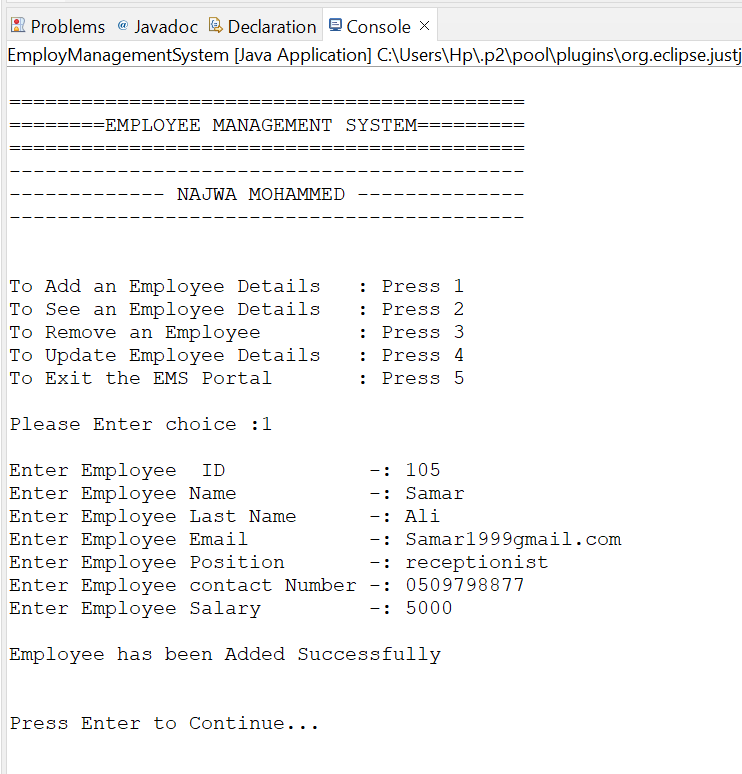 Problems @ Javadoc Declaration Console ×
EmployManagementSystem [Java Application] C:\Users\Hp\.p2\pool\plugins\org.eclipse.justj
===========================================
========EMPLOYEE MANAGEMENT SYSTEM=========
===========================================
-------------------------------------------
------------- NAJWA MOHAMMED --------------
-------------------------------------------
To Add an Employee Details   : Press 1
To See an Employee Details   : Press 2
To Remove an Employee        : Press 3
To Update Employee Details   : Press 4
To Exit the EMS Portal       : Press 5
Please Enter choice :1
Enter Employee  ID            -: 105
Enter Employee Name           -: Samar
Enter Employee Last Name      -: Ali
Enter Employee Email          -: Samar1999gmail.com
Enter Employee Position       -: receptionist
Enter Employee contact Number -: 0509798877
Enter Employee Salary         -: 5000
Employee has been Added Successfully
Press Enter to Continue...